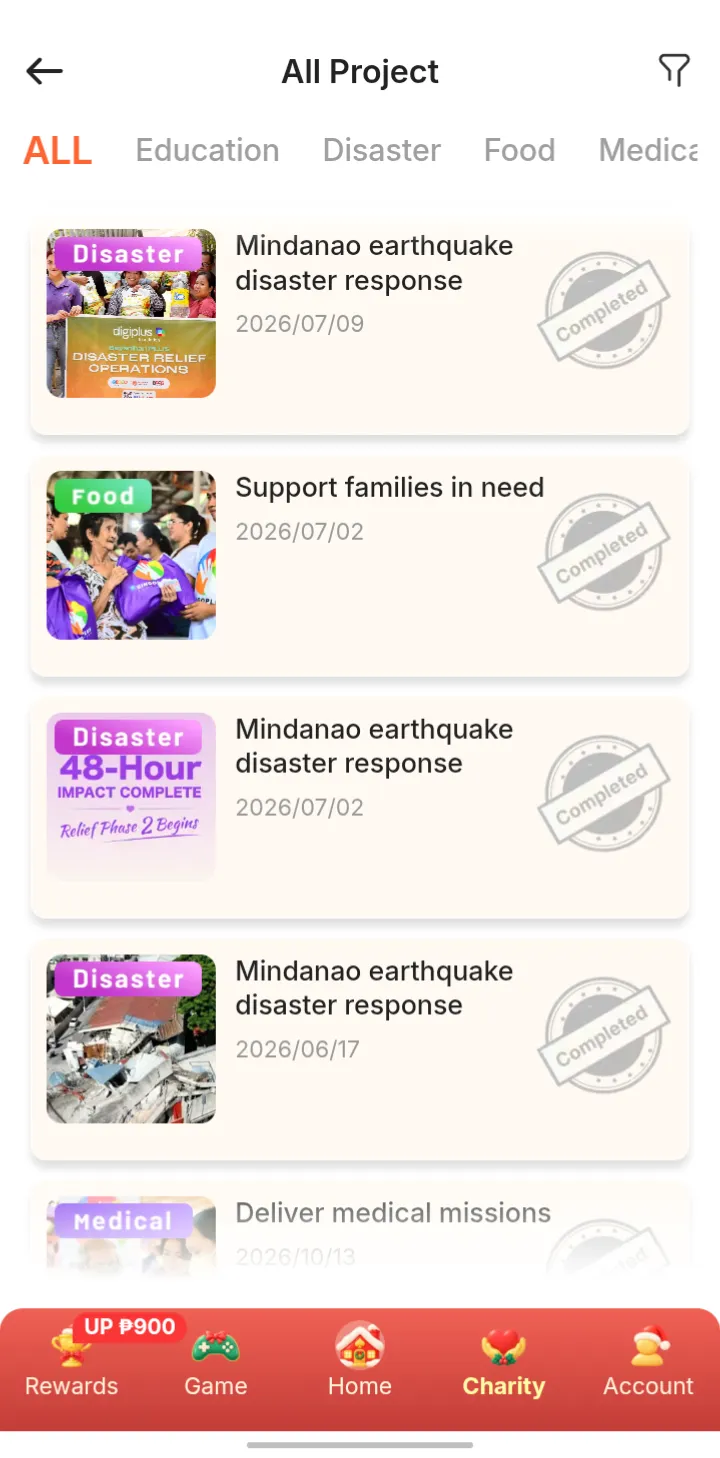 All Project
ALL Education Disaster Food Medica
Disaster
digiplus
DISASTER RELIEF
OPERATIONS
Mindanao earthquake
disaster response
2026/07/09
Completed
Food
Support families in need
2026/07/02
Completed
Disaster
48-Hour
IMPACT COMPLETE
Relief Phase 2 Begins
Mindanao earthquake
disaster response
2026/07/02
Completed
Disaster
Mindanao earthquake
disaster response
2026/06/17
Completed
Medical
Deliver medical missions
2026/10/13
UP ₱900
Rewards Game Home Charity Account